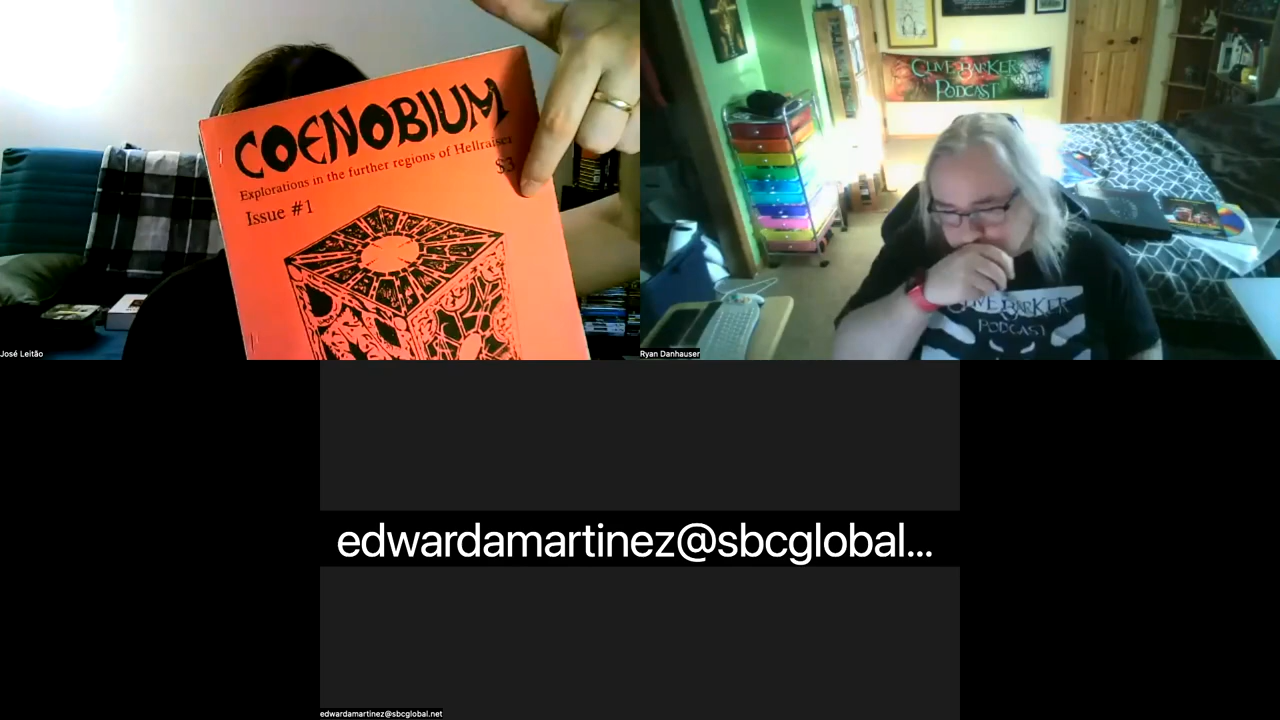 COENOBIUM
Explorations in the further regions of Hellraiser
$3
Issue #1
José Leitão
CLIVE BARKER
PODCAST
CLIVE BARKER
PODCAST
Ryan Danhauser
edwardamartinez@sbcglobal...
edwardamartinez@sbcglobal.net